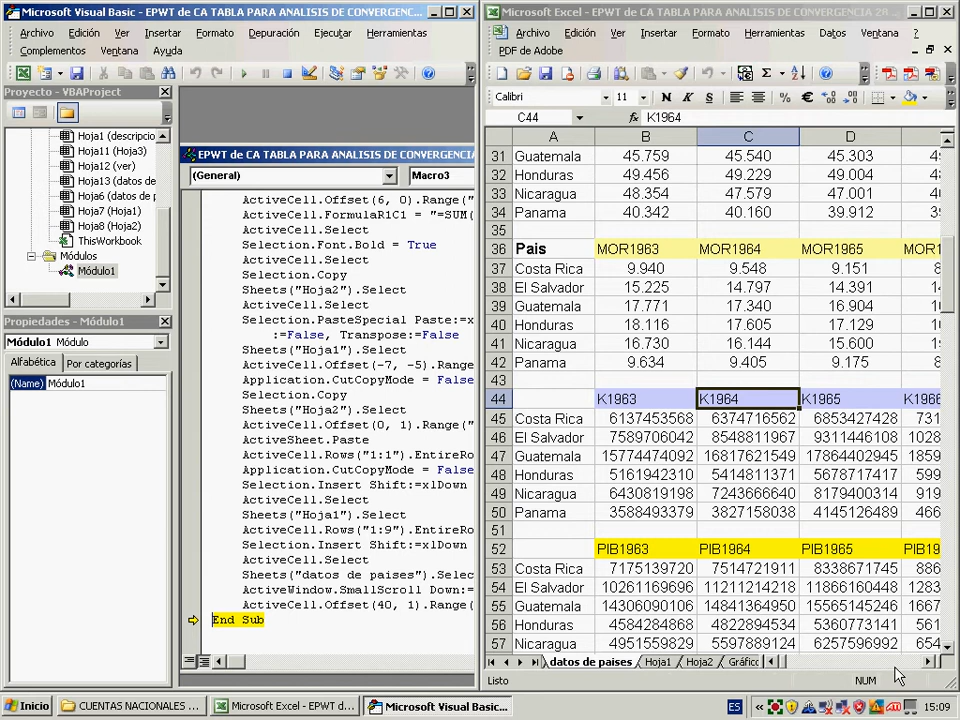 Microsoft Visual Basic - EPWT de CA TABLA PARA ANALISIS DE CONVERGENC...
Archivo Edición Ver Insertar Formato Depuración Ejecutar Herramientas
Complementos Ventana Ayuda
Proyecto - VBAProject
Hoja1 (descripcio
Hoja11 (Hoja3)
Hoja12 (ver)
Hoja13 (datos de
Hoja6 (datos de p
Hoja7 (Hoja1)
Hoja8 (Hoja2)
ThisWorkbook
Módulos
Módulo1
Propiedades - Módulo1
Módulo1 Módulo
Alfabética Por categorías
(Name) Módulo1
EPWT de CA TABLA PARA ANALISIS DE CONVERGENCIA
(General) Macro3
ActiveCell.Offset(6, 0).Range("
ActiveCell.FormulaR1C1 = "=SUM(
ActiveCell.Select
Selection.Font.Bold = True
ActiveCell.Select
Selection.Copy
Sheets("Hoja2").Select
ActiveCell.Select
Selection.PasteSpecial Paste:=x
:=False, Transpose:=False
Sheets("Hoja1").Select
ActiveCell.Offset(-7, -5).Range
Application.CutCopyMode = False
Selection.Copy
Sheets("Hoja2").Select
ActiveCell.Offset(0, 1).Range("
ActiveSheet.Paste
ActiveCell.Rows("1:1").EntireRo
Application.CutCopyMode = False
Selection.Insert Shift:=xlDown
ActiveCell.Select
Sheets("Hoja1").Select
ActiveCell.Rows("1:9").EntireRo
Selection.Insert Shift:=xlDown
ActiveCell.Select
Sheets("datos de paises").Selec
ActiveWindow.SmallScroll Down:=
ActiveCell.Offset(40, 1).Range(
End Sub
Microsoft Excel - EPWT de CA TABLA PARA ANALISIS DE CONVERGENCIA 2R...
Archivo Edición Ver Insertar Formato Herramientas Datos Ventana ?
PDF de Adobe
Calibri 11 N K S
C44 fx K1964
A B C D
31 Guatemala 45.759 45.540 45.303
32 Honduras 49.456 49.229 49.004
33 Nicaragua 48.354 47.579 47.001
34 Panama 40.342 40.160 39.912
35
36 Pais MOR1963 MOR1964 MOR1965 MOR1
37 Costa Rica 9.940 9.548 9.151
38 El Salvador 15.225 14.797 14.391
39 Guatemala 17.771 17.340 16.904
40 Honduras 18.116 17.605 17.129
41 Nicaragua 16.730 16.144 15.600
42 Panama 9.634 9.405 9.175
43
44 K1963 K1964 K1965 K1966
45 Costa Rica 6137453568 6374716562 6853427428 731
46 El Salvador 7589706042 8548811967 9311446108 1028
47 Guatemala 15774474092 16817621549 17864402945 1859
48 Honduras 5161942310 5414811371 5678717417 599
49 Nicaragua 6430819198 7243666640 8179400314 919
50 Panama 3588493379 3827158038 4145126489 466
51
52 PIB1963 PIB1964 PIB1965 PIB19
53 Costa Rica 7175139720 7514721911 8338671745 886
54 El Salvador 10261169696 11211214218 11866160448 1283
55 Guatemala 14306090106 14841364950 15565145246 1667
56 Honduras 4584284868 4822894534 5360773141 561
57 Nicaragua 4951559829 5597889124 6257596992 654
datos de paises Hoja1 Hoja2 Gráfico
Listo NUM
Inicio CUENTAS NACIONALES ... Microsoft Excel - EPWT d... Microsoft Visual Basic... ES 15:09